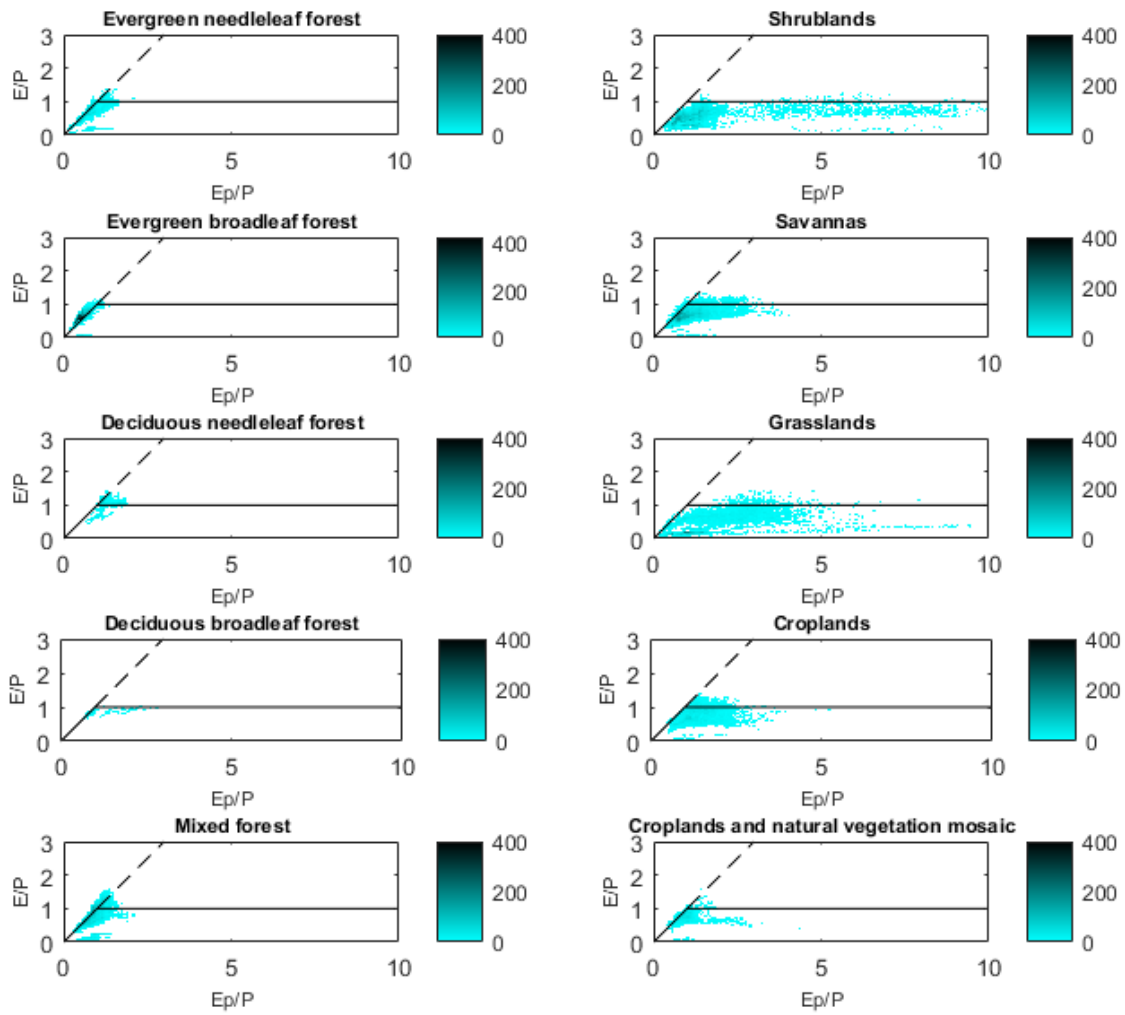 Evergreen needleleaf forest
3
2
1
0
E/P
0 5 10
Ep/P
400
200
0
Shrublands
3
2
1
0
E/P
0 5 10
Ep/P
400
200
0
Evergreen broadleaf forest
3
2
1
0
E/P
0 5 10
Ep/P
400
200
0
Savannas
3
2
1
0
E/P
0 5 10
Ep/P
400
200
0
Deciduous needleleaf forest
3
2
1
0
E/P
0 5 10
Ep/P
400
200
0
Grasslands
3
2
1
0
E/P
0 5 10
Ep/P
400
200
0
Deciduous broadleaf forest
3
2
1
0
E/P
0 5 10
Ep/P
400
200
0
Croplands
3
2
1
0
E/P
0 5 10
Ep/P
400
200
0
Mixed forest
3
2
1
0
E/P
0 5 10
Ep/P
400
200
0
Croplands and natural vegetation mosaic
3
2
1
0
E/P
0 5 10
Ep/P
400
200
0